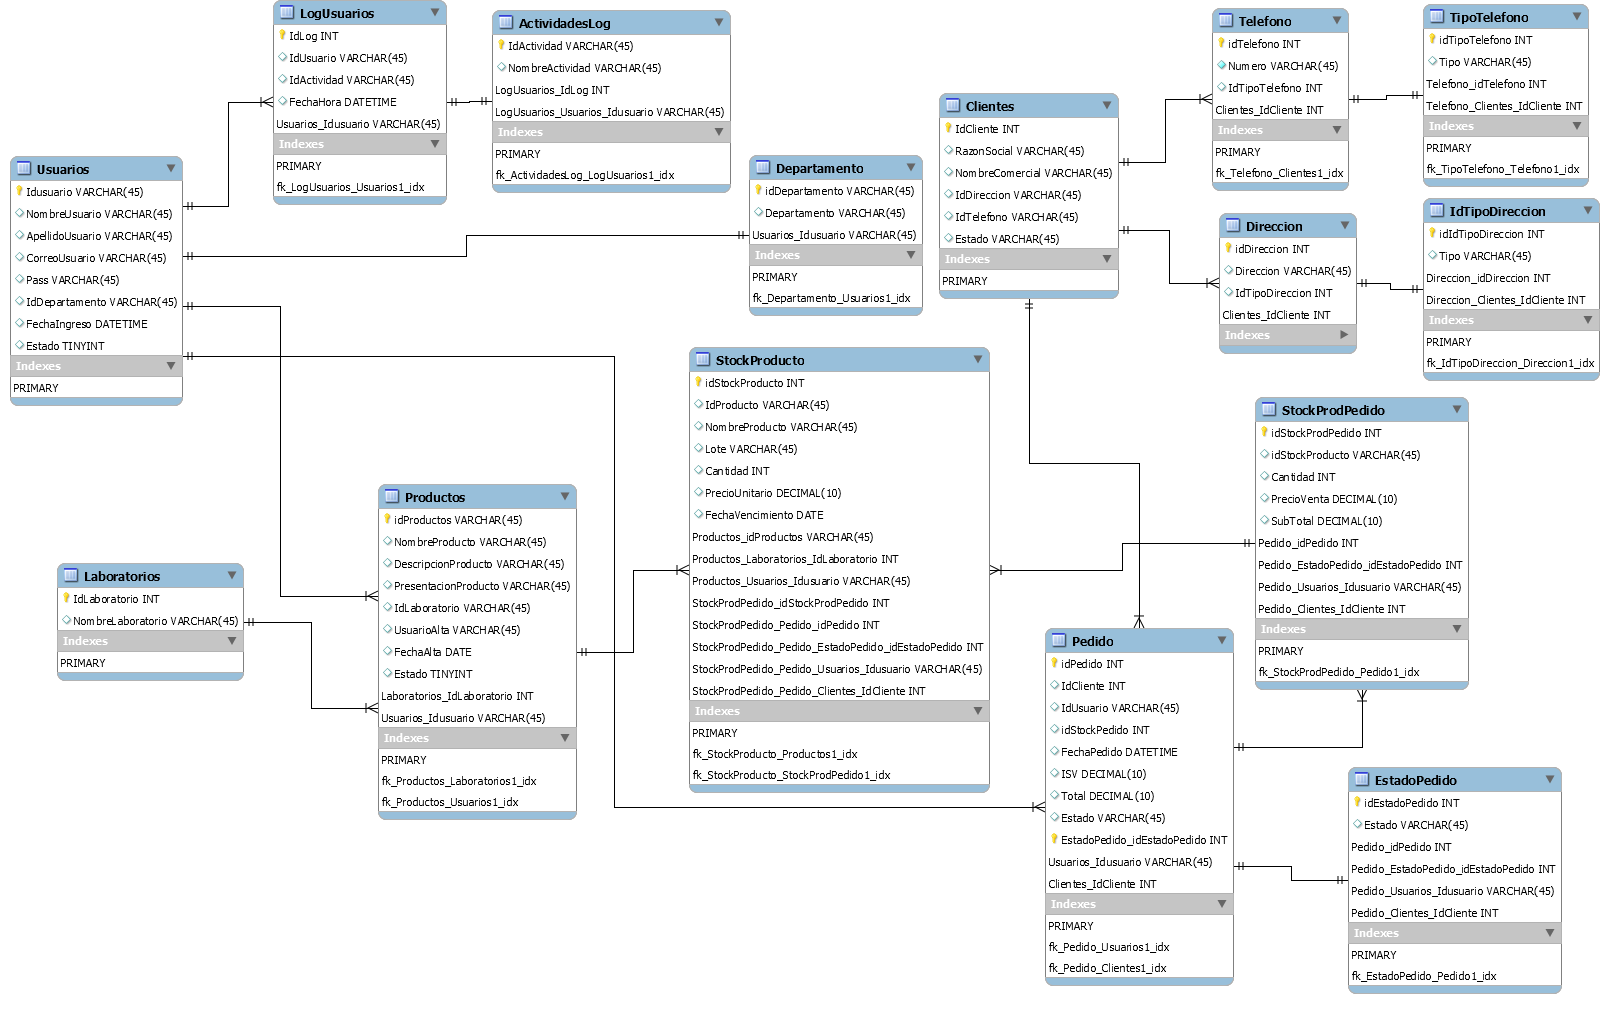 LogUsuarios
IdLog INT
IdUsuario VARCHAR(45)
IdActividad VARCHAR(45)
FechaHora DATETIME
Usuarios_Idusuario VARCHAR(45)
Indexes
PRIMARY
fk_LogUsuarios_Usuarios1_idx
ActividadesLog
IdActividad VARCHAR(45)
NombreActividad VARCHAR(45)
LogUsuarios_IdLog INT
LogUsuarios_Usuarios_Idusuario VARCHAR(45)
Indexes
PRIMARY
fk_ActividadesLog_LogUsuarios1_idx
Usuarios
Idusuario VARCHAR(45)
NombreUsuario VARCHAR(45)
ApellidoUsuario VARCHAR(45)
CorreoUsuario VARCHAR(45)
Pass VARCHAR(45)
IdDepartamento VARCHAR(45)
FechaIngreso DATETIME
Estado TINYINT
Indexes
PRIMARY
Departamento
idDepartamento VARCHAR(45)
Departamento VARCHAR(45)
Usuarios_Idusuario VARCHAR(45)
Indexes
PRIMARY
fk_Departamento_Usuarios1_idx
Clientes
IdCliente INT
RazonSocial VARCHAR(45)
NombreComercial VARCHAR(45)
IdDireccion VARCHAR(45)
IdTelefono VARCHAR(45)
Estado VARCHAR(45)
Indexes
PRIMARY
Telefono
idTelefono INT
Numero VARCHAR(45)
IdTipoTelefono INT
Clientes_IdCliente INT
Indexes
PRIMARY
fk_Telefono_Clientes1_idx
TipoTelefono
idTipoTelefono INT
Tipo VARCHAR(45)
Telefono_idTelefono INT
Telefono_Clientes_IdCliente INT
Indexes
PRIMARY
fk_TipoTelefono_Telefono1_idx
Direccion
idDireccion INT
Direccion VARCHAR(45)
IdTipoDireccion INT
Clientes_IdCliente INT
Indexes
IdTipoDireccion
idIdTipoDireccion INT
Tipo VARCHAR(45)
Direccion_idDireccion INT
Direccion_Clientes_IdCliente INT
Indexes
PRIMARY
fk_IdTipoDireccion_Direccion1_idx
StockProducto
idStockProducto INT
IdProducto VARCHAR(45)
NombreProducto VARCHAR(45)
Lote VARCHAR(45)
Cantidad INT
PrecioUnitario DECIMAL(10)
FechaVencimiento DATE
Productos_idProductos VARCHAR(45)
Productos_Laboratorios_IdLaboratorio INT
Productos_Usuarios_Idusuario VARCHAR(45)
StockProdPedido_idStockProdPedido INT
StockProdPedido_Pedido_idPedido INT
StockProdPedido_Pedido_EstadoPedido_idEstadoPedido INT
StockProdPedido_Pedido_Usuarios_Idusuario VARCHAR(45)
StockProdPedido_Pedido_Clientes_IdCliente INT
Indexes
PRIMARY
fk_StockProducto_Productos1_idx
fk_StockProducto_StockProdPedido1_idx
StockProdPedido
idStockProdPedido INT
idStockProducto VARCHAR(45)
Cantidad INT
PrecioVenta DECIMAL(10)
SubTotal DECIMAL(10)
Pedido_idPedido INT
Pedido_EstadoPedido_idEstadoPedido INT
Pedido_Usuarios_Idusuario VARCHAR(45)
Pedido_Clientes_IdCliente INT
Indexes
PRIMARY
fk_StockProdPedido_Pedido1_idx
Laboratorios
IdLaboratorio INT
NombreLaboratorio VARCHAR(45)
Indexes
PRIMARY
Productos
idProductos VARCHAR(45)
NombreProducto VARCHAR(45)
DescripcionProducto VARCHAR(45)
PresentacionProducto VARCHAR(45)
IdLaboratorio VARCHAR(45)
UsuarioAlta VARCHAR(45)
FechaAlta DATE
Estado TINYINT
Laboratorios_IdLaboratorio INT
Usuarios_Idusuario VARCHAR(45)
Indexes
PRIMARY
fk_Productos_Laboratorios1_idx
fk_Productos_Usuarios1_idx
Pedido
idPedido INT
IdCliente INT
IdUsuario VARCHAR(45)
idStockPedido INT
FechaPedido DATETIME
ISV DECIMAL(10)
Total DECIMAL(10)
Estado VARCHAR(45)
EstadoPedido_idEstadoPedido INT
Usuarios_Idusuario VARCHAR(45)
Clientes_IdCliente INT
Indexes
PRIMARY
fk_Pedido_Usuarios1_idx
fk_Pedido_Clientes1_idx
EstadoPedido
idEstadoPedido INT
Estado VARCHAR(45)
Pedido_idPedido INT
Pedido_EstadoPedido_idEstadoPedido INT
Pedido_Usuarios_Idusuario VARCHAR(45)
Pedido_Clientes_IdCliente INT
Indexes
PRIMARY
fk_EstadoPedido_Pedido1_idx